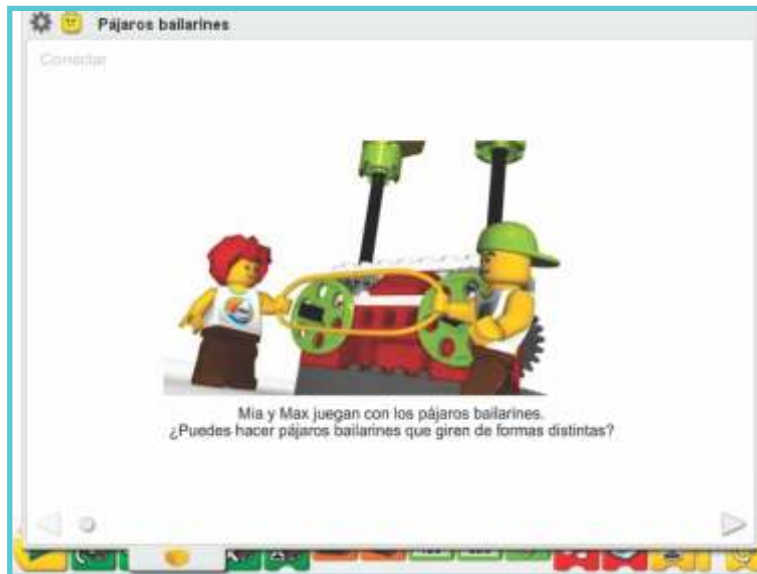 Pájaros bailarines
Conectar
Mia y Max juegan con los pájaros bailarines.
¿Puedes hacer pájaros bailarines que giren de formas distintas?